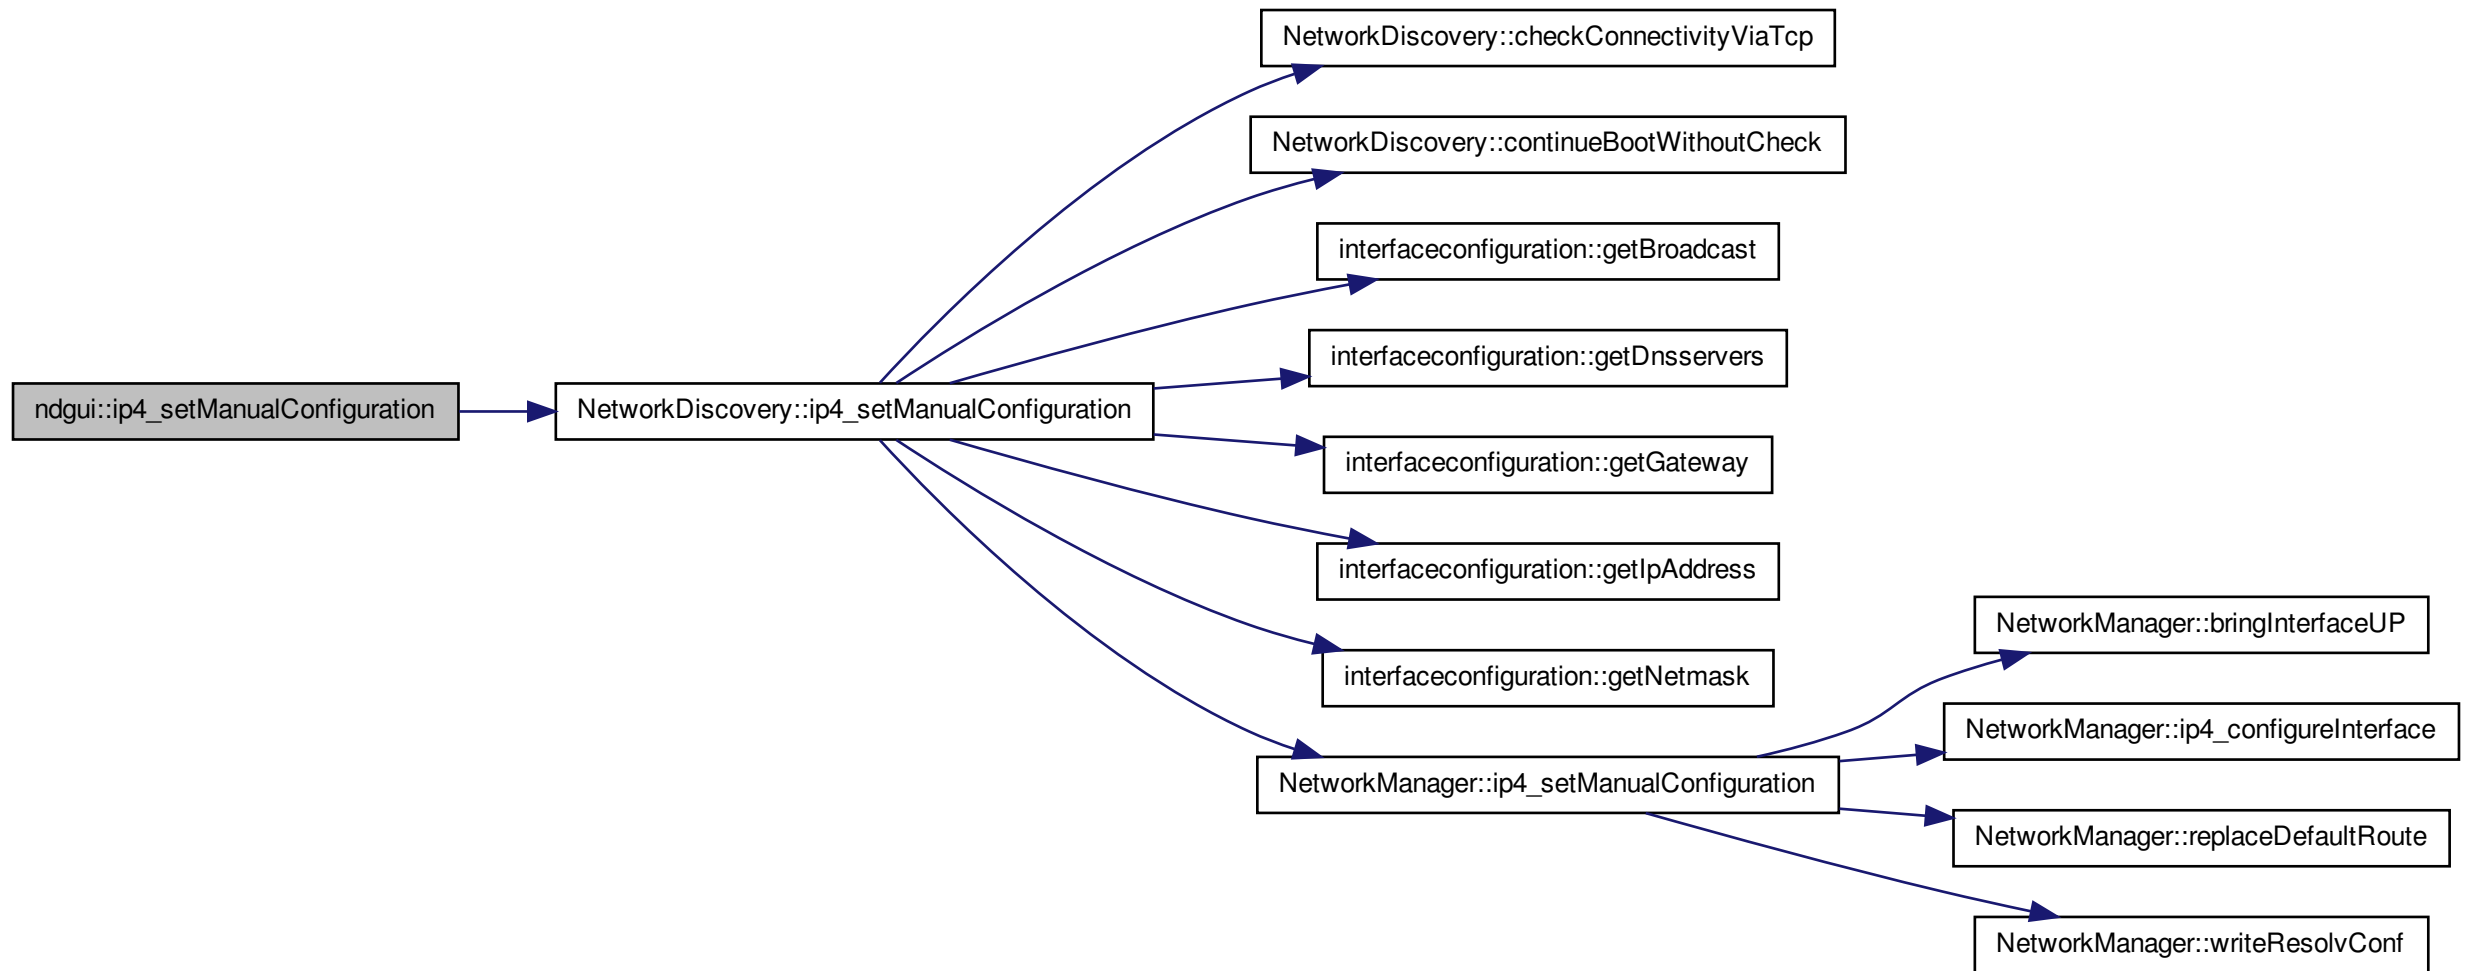 NetworkDiscovery::checkConnectivityViaTcp
NetworkDiscovery::continueBootWithoutCheck
interfaceconfiguration::getBroadcast
interfaceconfiguration::getDnsservers
ndgui::ip4_setManualConfiguration
NetworkDiscovery::ip4_setManualConfiguration
interfaceconfiguration::getGateway
interfaceconfiguration::getIpAddress
NetworkManager::bringInterfaceUP
interfaceconfiguration::getNetmask
NetworkManager::ip4_configureInterface
NetworkManager::ip4_setManualConfiguration
NetworkManager::replaceDefaultRoute
NetworkManager::writeResolvConf